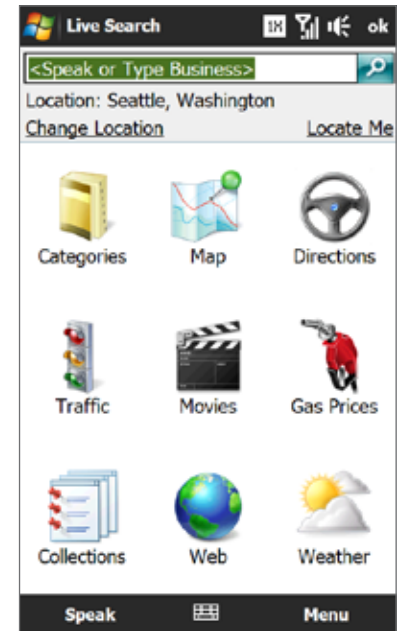 Live Search 1X ok
<Speak or Type Business>
Location: Seattle, Washington
Change Location Locate Me
Categories Map Directions
Traffic Movies Gas Prices
Collections Web Weather
Speak Menu